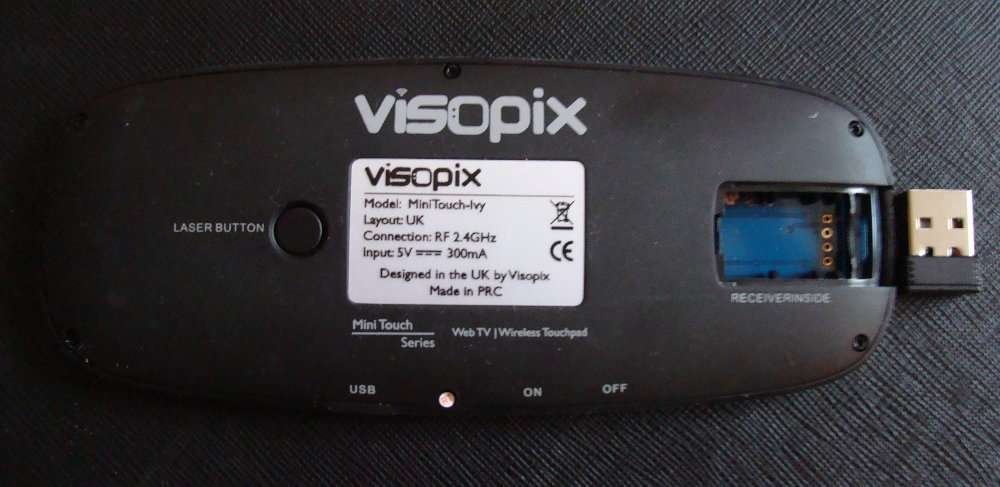 visopix
visopix
Model: MiniTouch-Ivy
Layout: UK
Connection: RF 2.4GHz
Input: 5V 300mA
Designed in the UK by Visopix
Made in PRC
CE
LASER BUTTON
RECEIVERINSIDE
Mini Touch
Series
Web TV | Wireless Touchpad
USB ON OFF